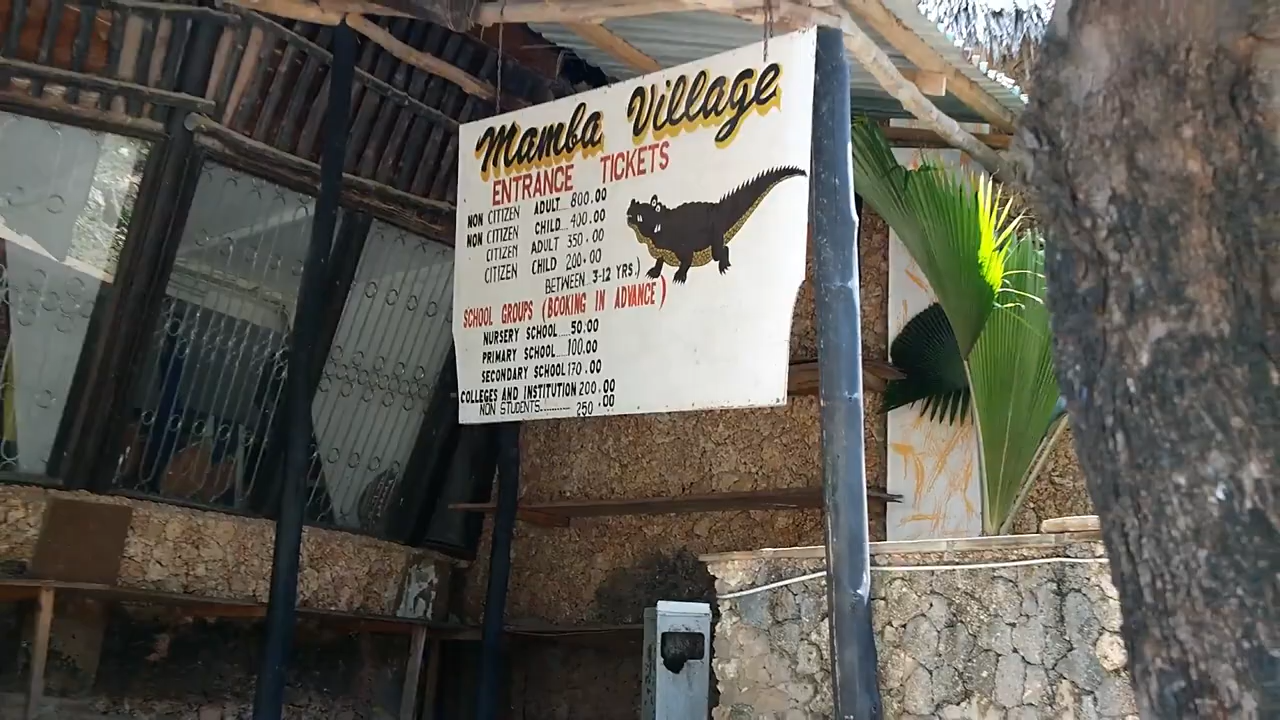 Mamba Village
ENTRANCE TICKETS
NON CITIZEN ADULT...800.00
NON CITIZEN CHILD...400.00
CITIZEN ADULT 350.00
CITIZEN CHILD 200.00
BETWEEN 3-12 YRS.)
SCHOOL GROUPS (BOOKING IN ADVANCE)
NURSERY SCHOOL....50.00
PRIMARY SCHOOL....100.00
SECONDARY SCHOOL 170.00
COLLEGES AND INSTITUTION 200.00
NON STUDENTS.......... 250.00